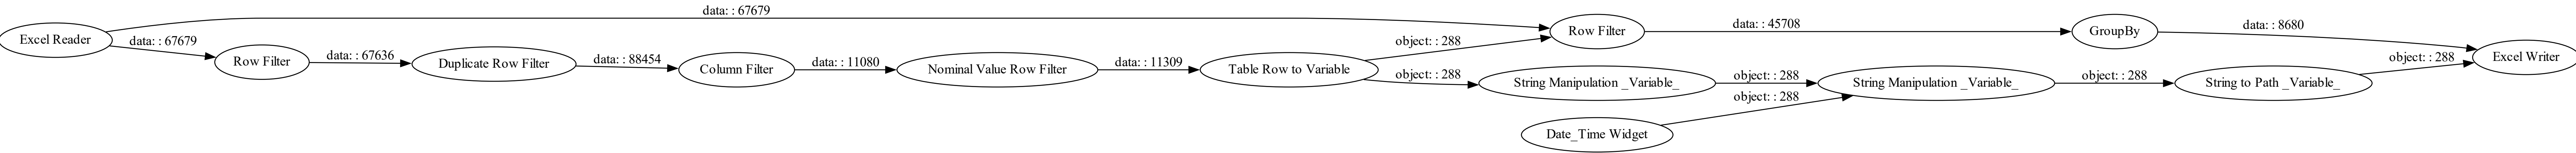 data: : 67679
Excel Reader
data: : 67679
Row Filter
data: : 67636
Duplicate Row Filter
data: : 88454
Column Filter
data: : 11080
Nominal Value Row Filter
data: : 11309
Table Row to Variable
object: : 288
object: : 288
Row Filter
data: : 45708
GroupBy
data: : 8680
String Manipulation _Variable_
object: : 288
object: : 288
Date_Time Widget
String Manipulation _Variable_
object: : 288
String to Path _Variable_
object: : 288
Excel Writer